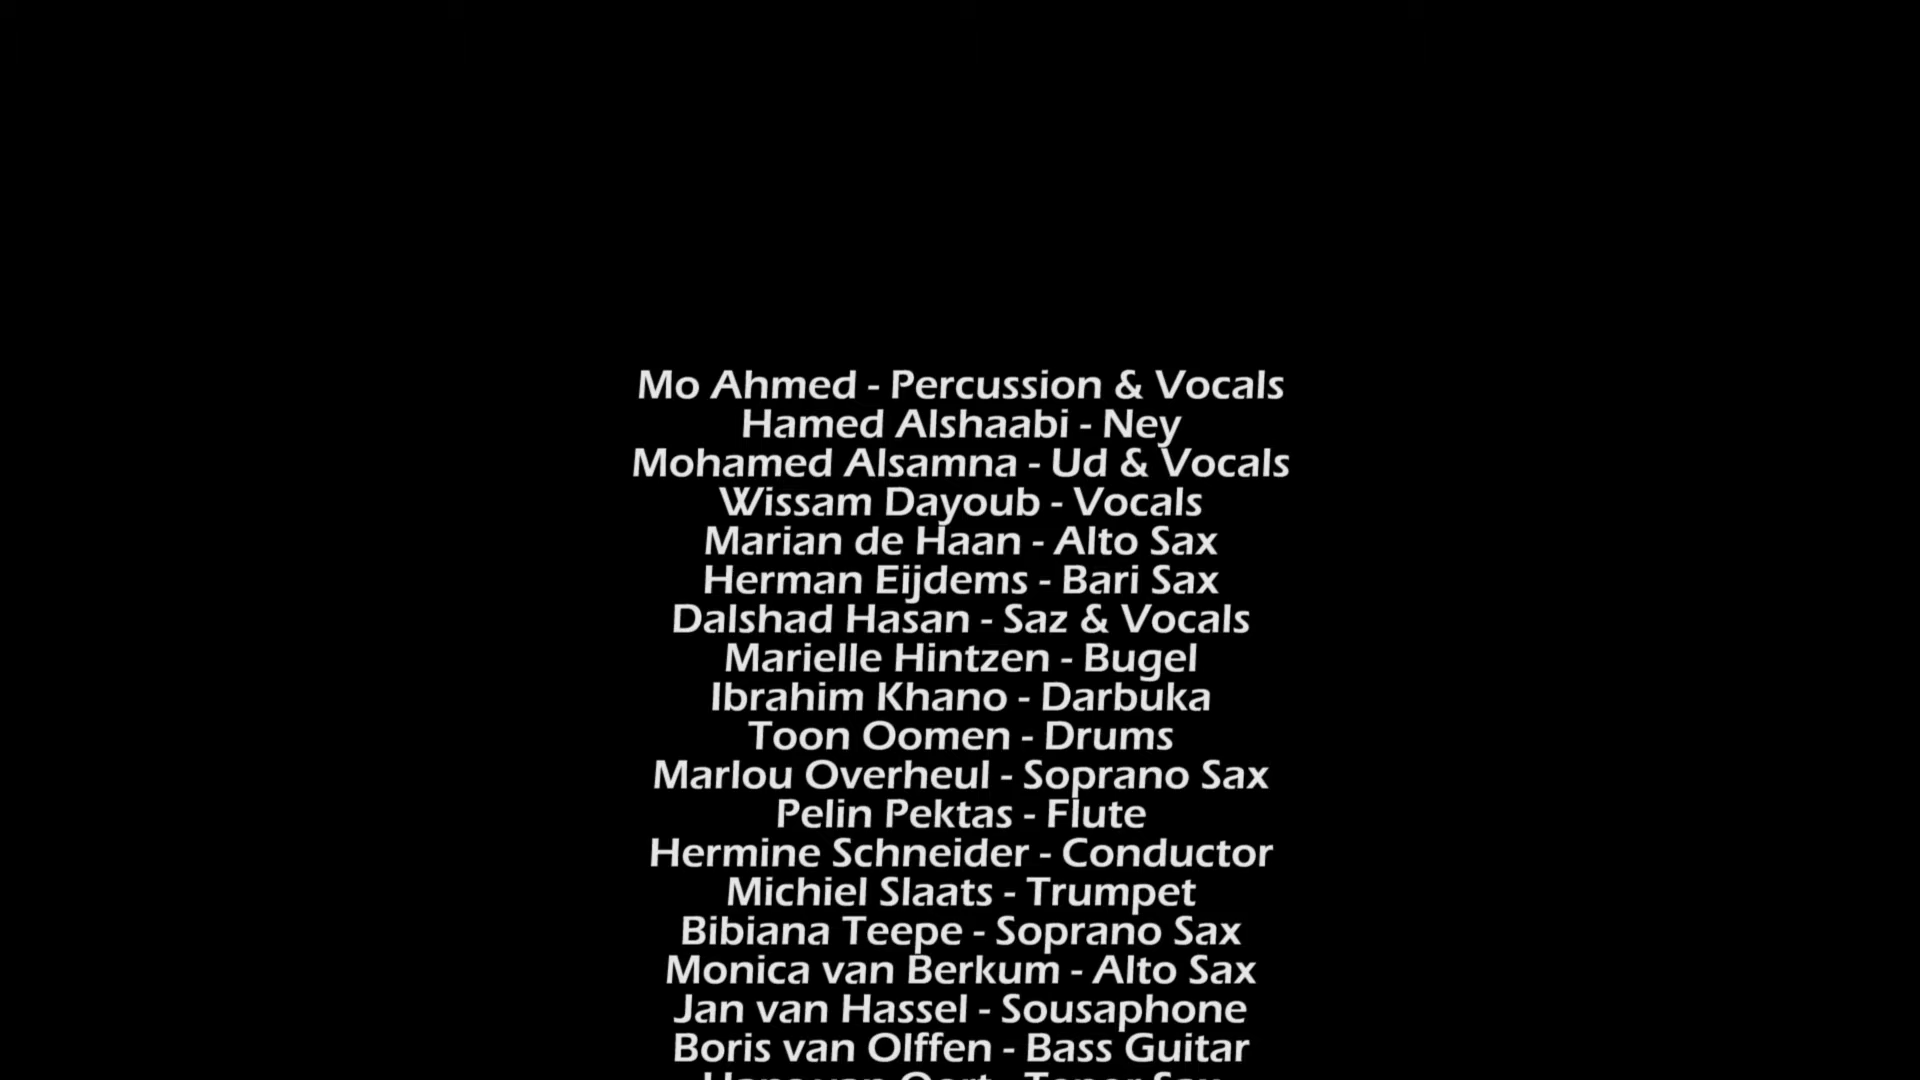 Mo Ahmed - Percussion & Vocals
Hamed Alshaabi - Ney
Mohamed Alsamna - Ud & Vocals
Wissam Dayoub - Vocals
Marian de Haan - Alto Sax
Herman Eijdems - Bari Sax
Dalshad Hasan - Saz & Vocals
Marielle Hintzen - Bugel
Ibrahim Khano - Darbuka
Toon Oomen - Drums
Marlou Overheul - Soprano Sax
Pelin Pektas - Flute
Hermine Schneider - Conductor
Michiel Slaats - Trumpet
Bibiana Teepe - Soprano Sax
Monica van Berkum - Alto Sax
Jan van Hassel - Sousaphone
Boris van Olffen - Bass Guitar